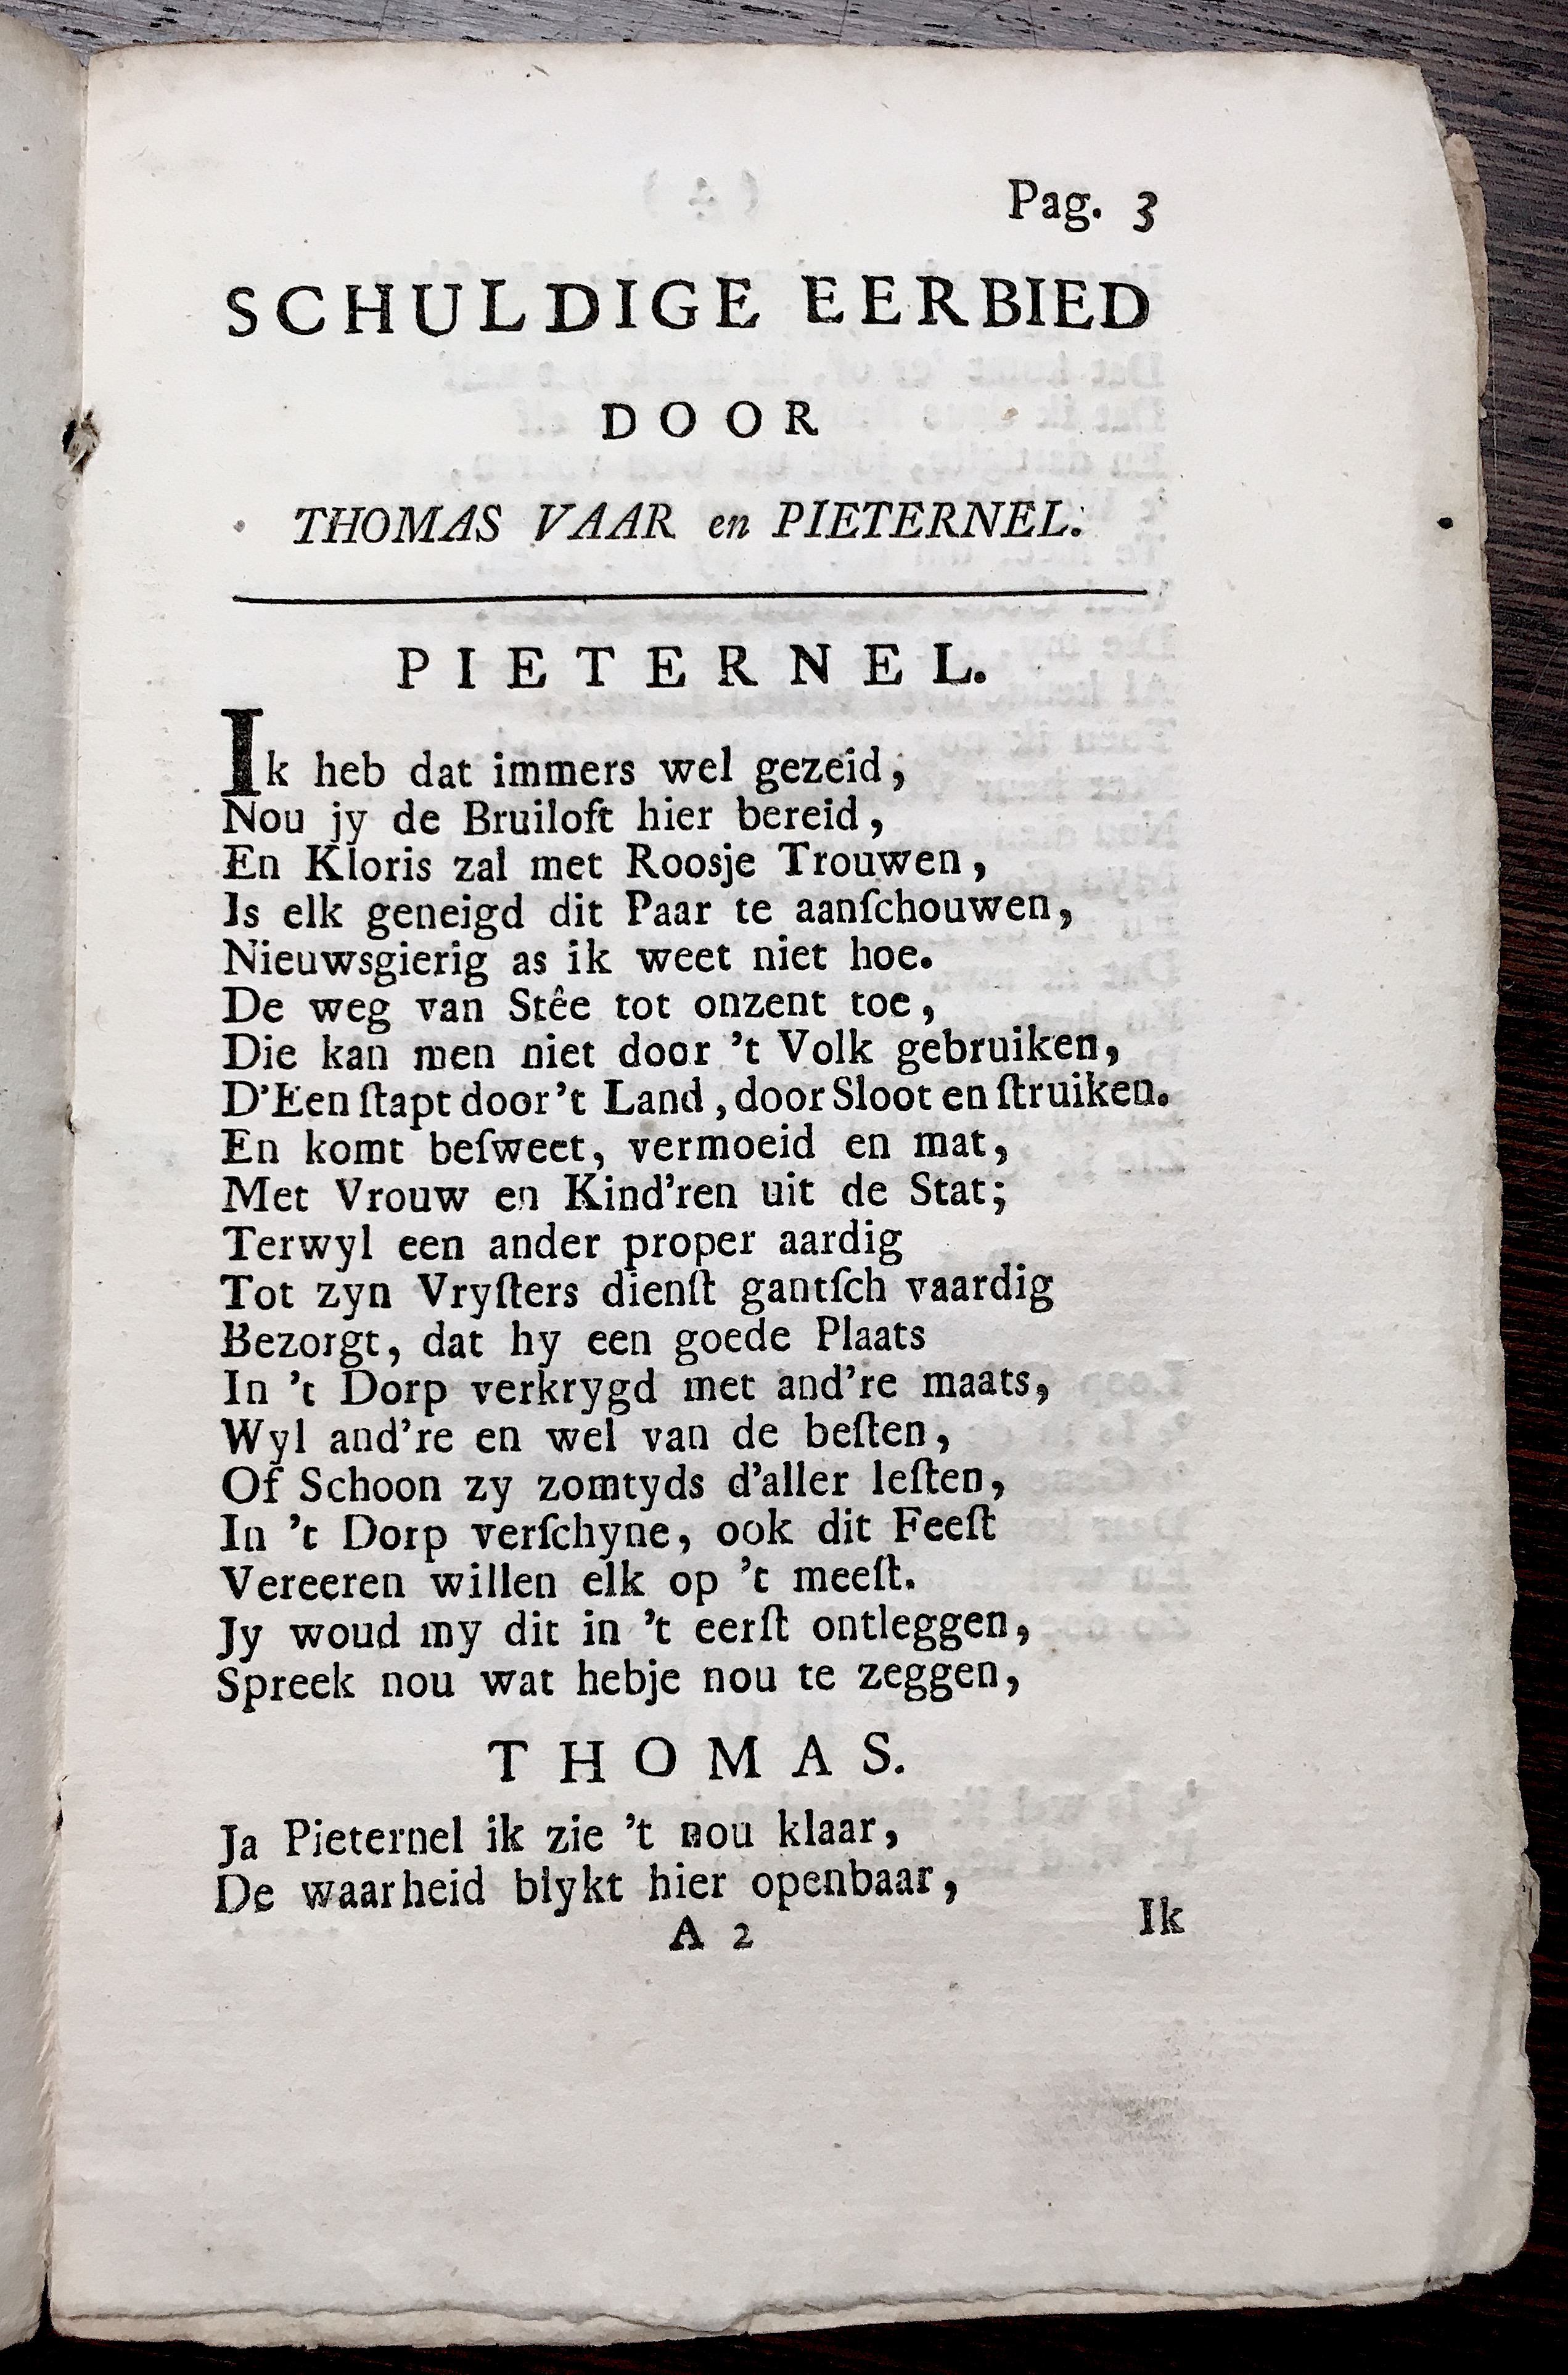 Pag. 3
SCHULDIGE EERBIED
DOOR
THOMAS VAAR en PIETERNEL.
PIETERNEL.
Ik heb dat immers wel gezeid,
Nou jy de Bruiloft hier bereid,
En Kloris zal met Roosje Trouwen,
Is elk geneigd dit Paar te aanſchouwen,
Nieuwsgierig as ik weet niet hoe.
De weg van Stêe tot onzent toe,
Die kan men niet door 't Volk gebruiken,
D'Een ſtapt door 't Land, door Sloot en ſtruiken.
En komt beſweet, vermoeid en mat,
Met Vrouw en Kind'ren uit de Stat;
Terwyl een ander proper aardig
Tot zyn Vryſters dienſt gantſch vaardig
Bezorgt, dat hy een goede Plaats
In 't Dorp verkrygd met and're maats,
Wyl and're en wel van de beſten,
Of Schoon zy zomtyds d'aller leſten,
In 't Dorp verſchyne, ook dit Feeſt
Vereeren willen elk op 't meeſt.
Jy woud my dit in 't eerſt ontleggen,
Spreek nou wat hebje nou te zeggen,
THOMAS.
Ja Pieternel ik zie 't nou klaar,
De waarheid blykt hier openbaar,
A 2
Ik